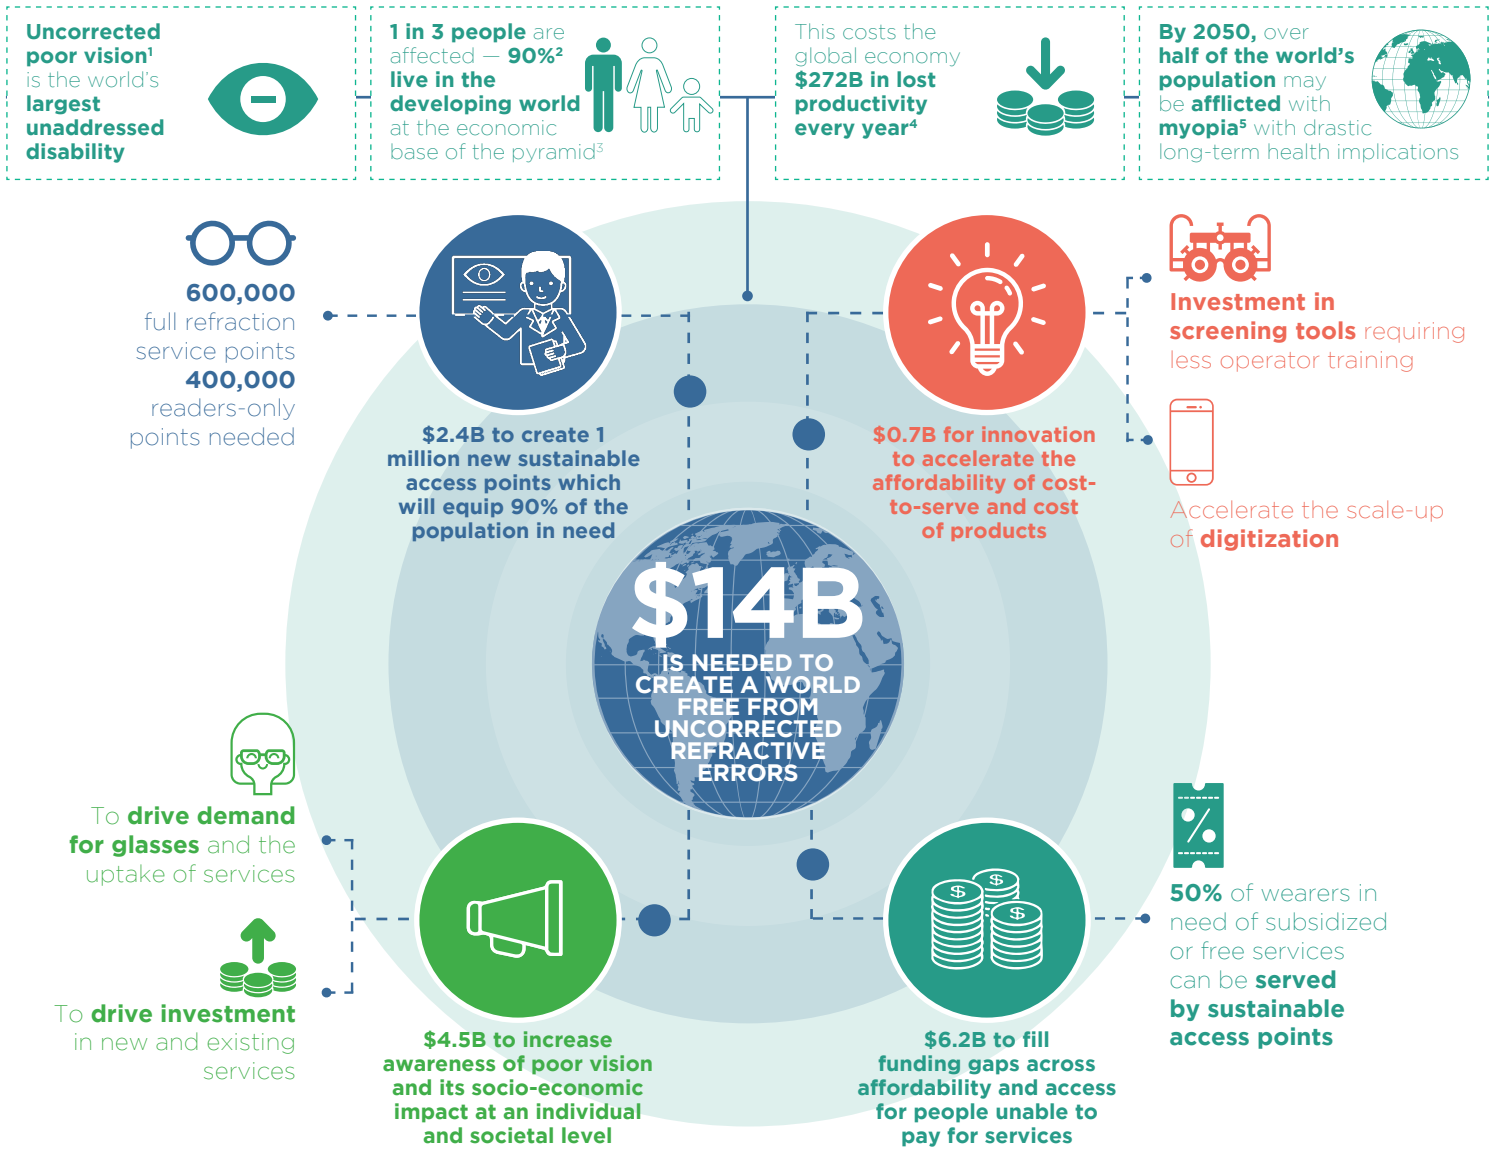 Uncorrected
poor vision¹
is the world's
largest
unaddressed
disability
1 in 3 people are
affected — 90%²
live in the
developing world
at the economic
base of the pyramid³
This costs the
global economy
$272B in lost
productivity
every year⁴
By 2050, over
half of the world's
population may
be afflicted with
myopia⁵ with drastic
long-term health implications
600,000
full refraction
service points
400,000
readers-only
points needed
$2.4B to create 1
million new sustainable
access points which
will equip 90% of the
population in need
$0.7B for innovation
to accelerate the
affordability of cost-
to-serve and cost
of products
Investment in
screening tools requiring
less operator training
Accelerate the scale-up
of digitization
$14B
IS NEEDED TO
CREATE A WORLD
FREE FROM
UNCORRECTED
REFRACTIVE
ERRORS
To drive demand
for glasses and the
uptake of services
To drive investment
in new and existing
services
$4.5B to increase
awareness of poor vision
and its socio-economic
impact at an individual
and societal level
$
$
$
$6.2B to fill
funding gaps across
affordability and access
for people unable to
pay for services
%
50% of wearers in
need of subsidized
or free services
can be served
by sustainable
access points